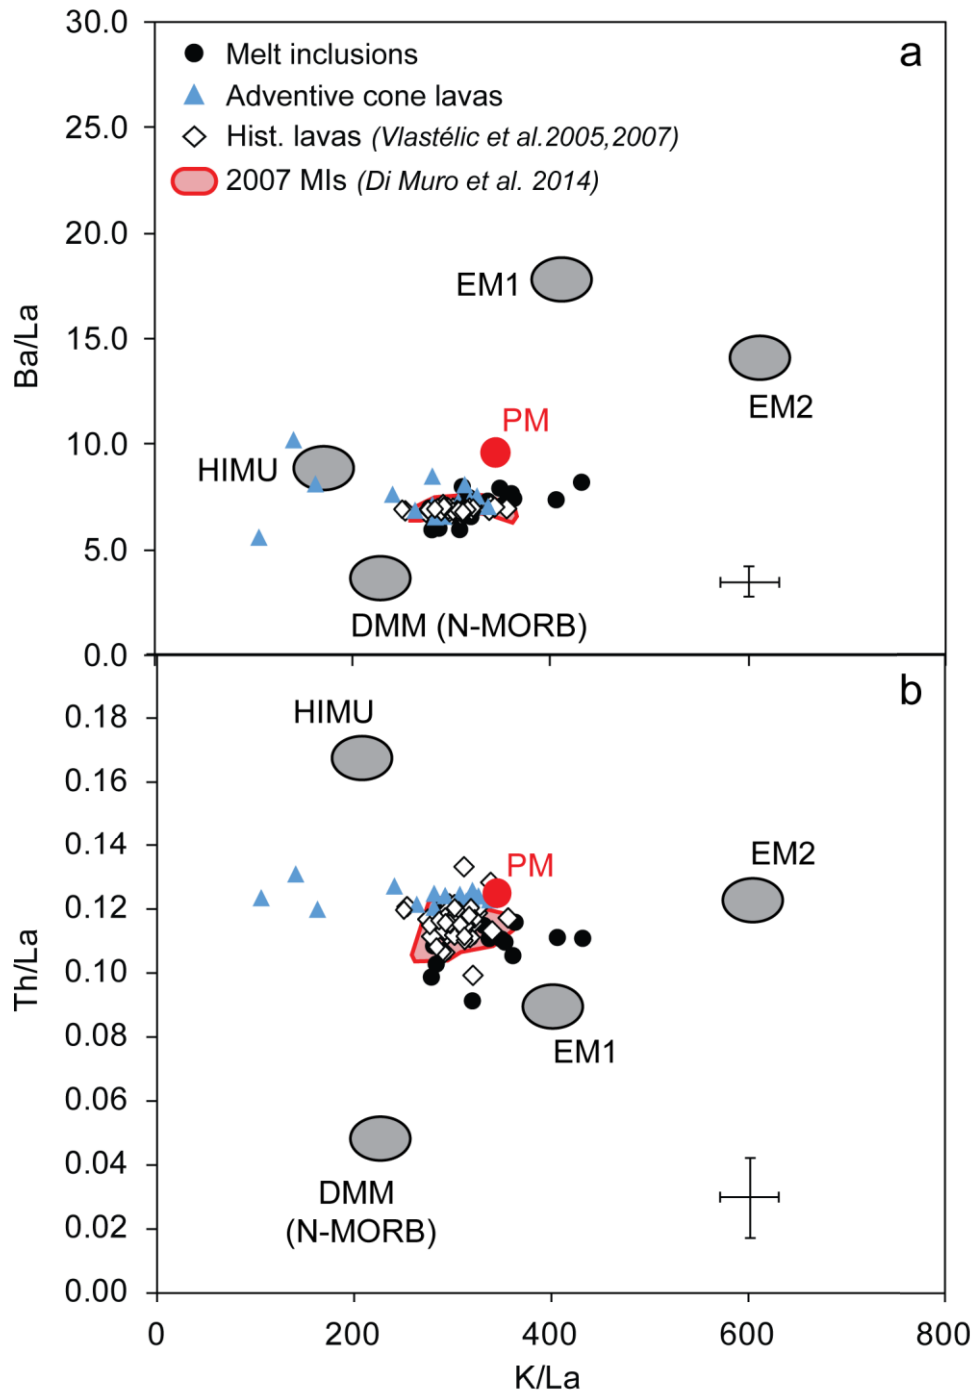 30.0
a
Melt inclusions
Adventive cone lavas
25.0
Hist. lavas (Vlastélic et al.2005,2007)
2007 MIs (Di Muro et al. 2014)
20.0
EM1
Ba/La
15.0
EM2
PM
10.0
HIMU
5.0
DMM (N-MORB)
0.0
b
HIMU
0.18
0.16
0.14
EM2
PM
0.12
Th/La
0.10
0.08
EM1
0.06
0.04
DMM
(N-MORB)
0.02
0.00
0 200 400 600 800
K/La